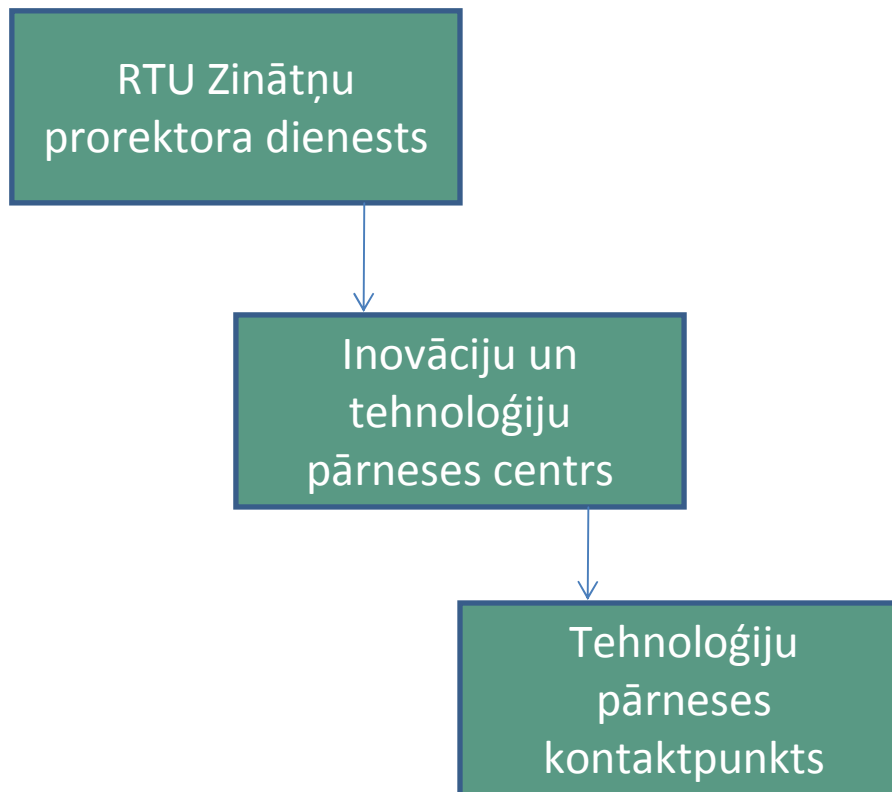 RTU Zinātņu
prorektora dienests
Inovāciju un
tehnoloģiju
pārneses centrs
Tehnoloģiju
pārneses
kontaktpunkts